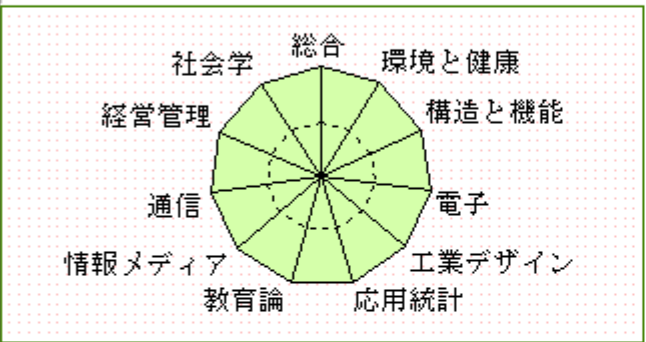 総合
環境と健康
構造と機能
電子
工業デザイン
応用統計
教育論
情報メディア
通信
経営管理
社会学